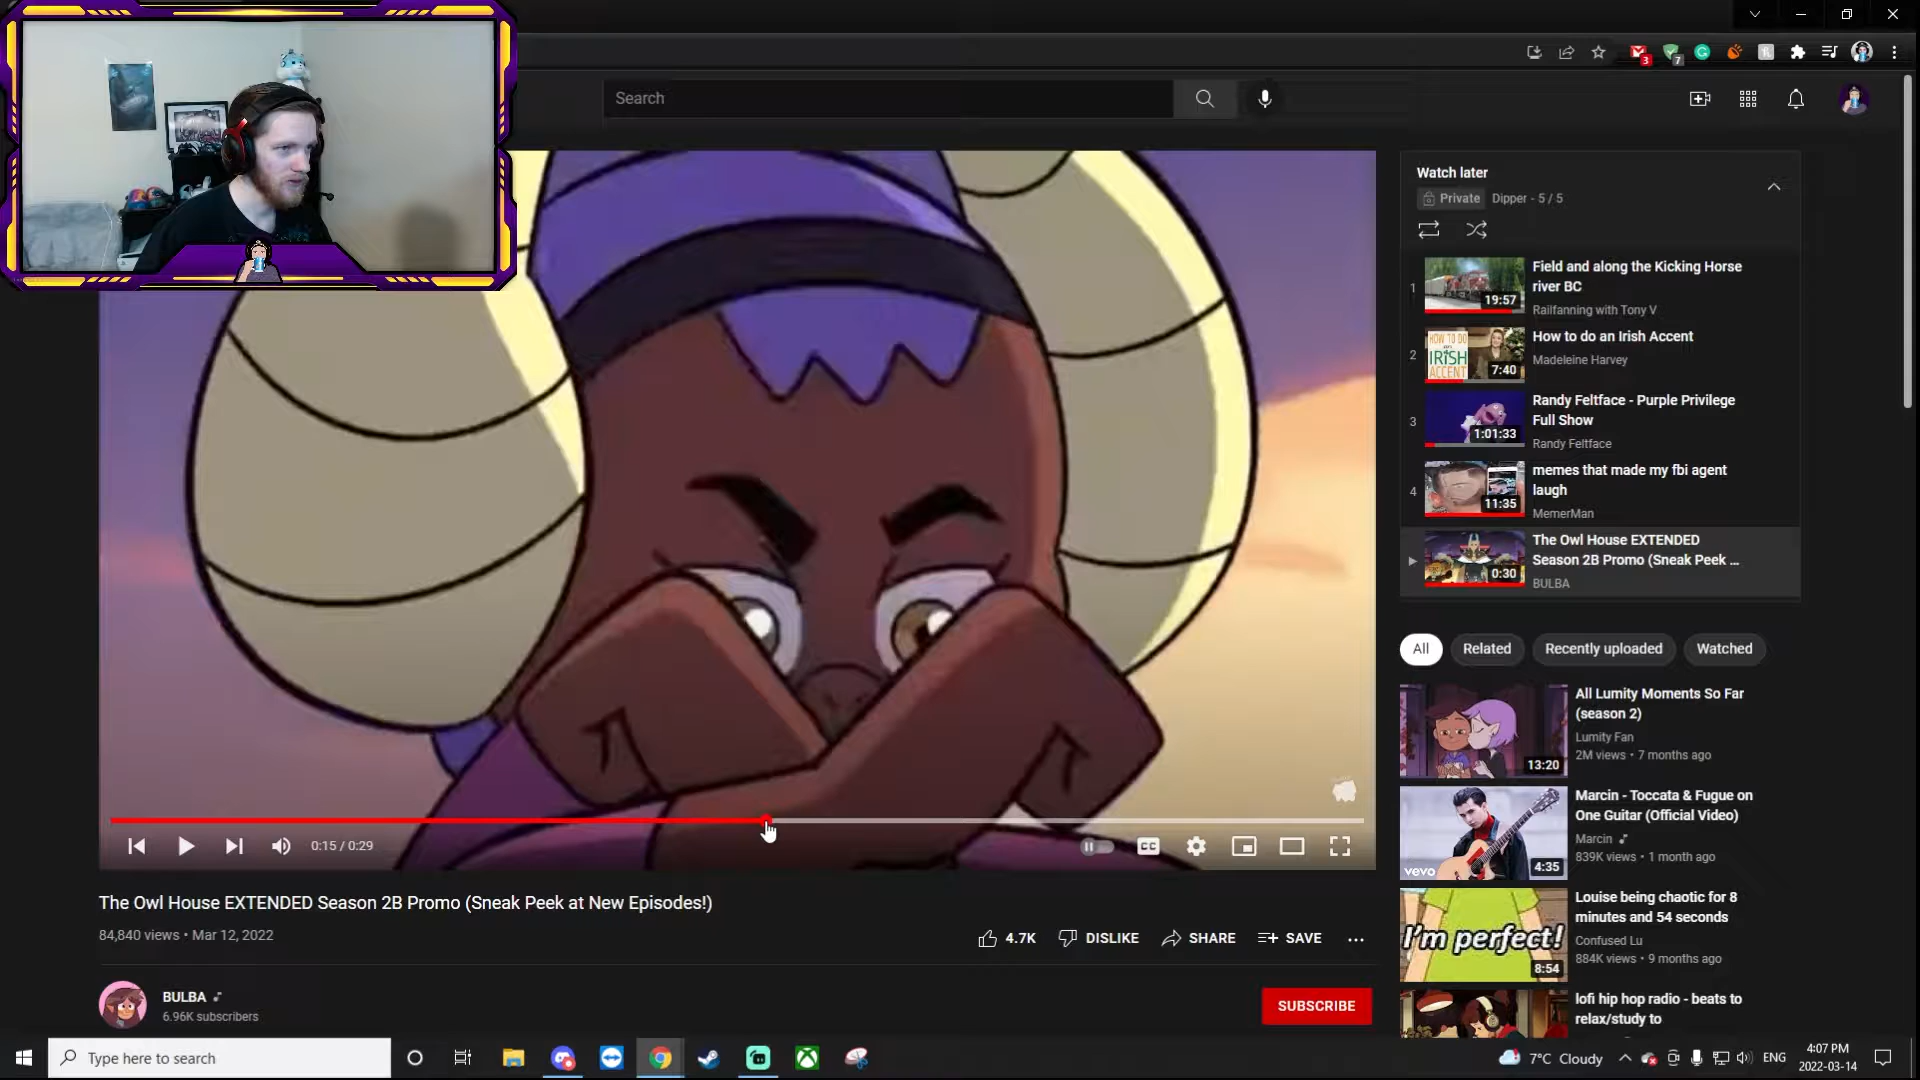 Search
3
7
Watch later
Private Dipper - 5 / 5
1
19:57
Field and along the Kicking Horse
river BC
Railfanning with Tony V
2
HOW TO DO
IRISH
ACCENT
7:40
How to do an Irish Accent
Madeleine Harvey
3
1:01:33
Randy Feltface - Purple Privilege
Full Show
Randy Feltface
4
11:35
memes that made my fbi agent
laugh
MemerMan
0:30
The Owl House EXTENDED
Season 2B Promo (Sneak Peek ...
BULBA
All Related Recently uploaded Watched
13:20
All Lumity Moments So Far
(season 2)
Lumity Fan
2M views • 7 months ago
vevo
4:35
Marcin - Toccata & Fugue on
One Guitar (Official Video)
Marcin
839K views • 1 month ago
I'm perfect!
8:54
Louise being chaotic for 8
minutes and 54 seconds
Confused Lu
884K views • 9 months ago
lofi hip hop radio - beats to
relax/study to
0:15 / 0:29
CC
The Owl House EXTENDED Season 2B Promo (Sneak Peek at New Episodes!)
84,840 views • Mar 12, 2022
4.7K DISLIKE SHARE SAVE ...
BULBA
6.96K subscribers
SUBSCRIBE
Type here to search
7°C Cloudy
ENG
4:07 PM
2022-03-14